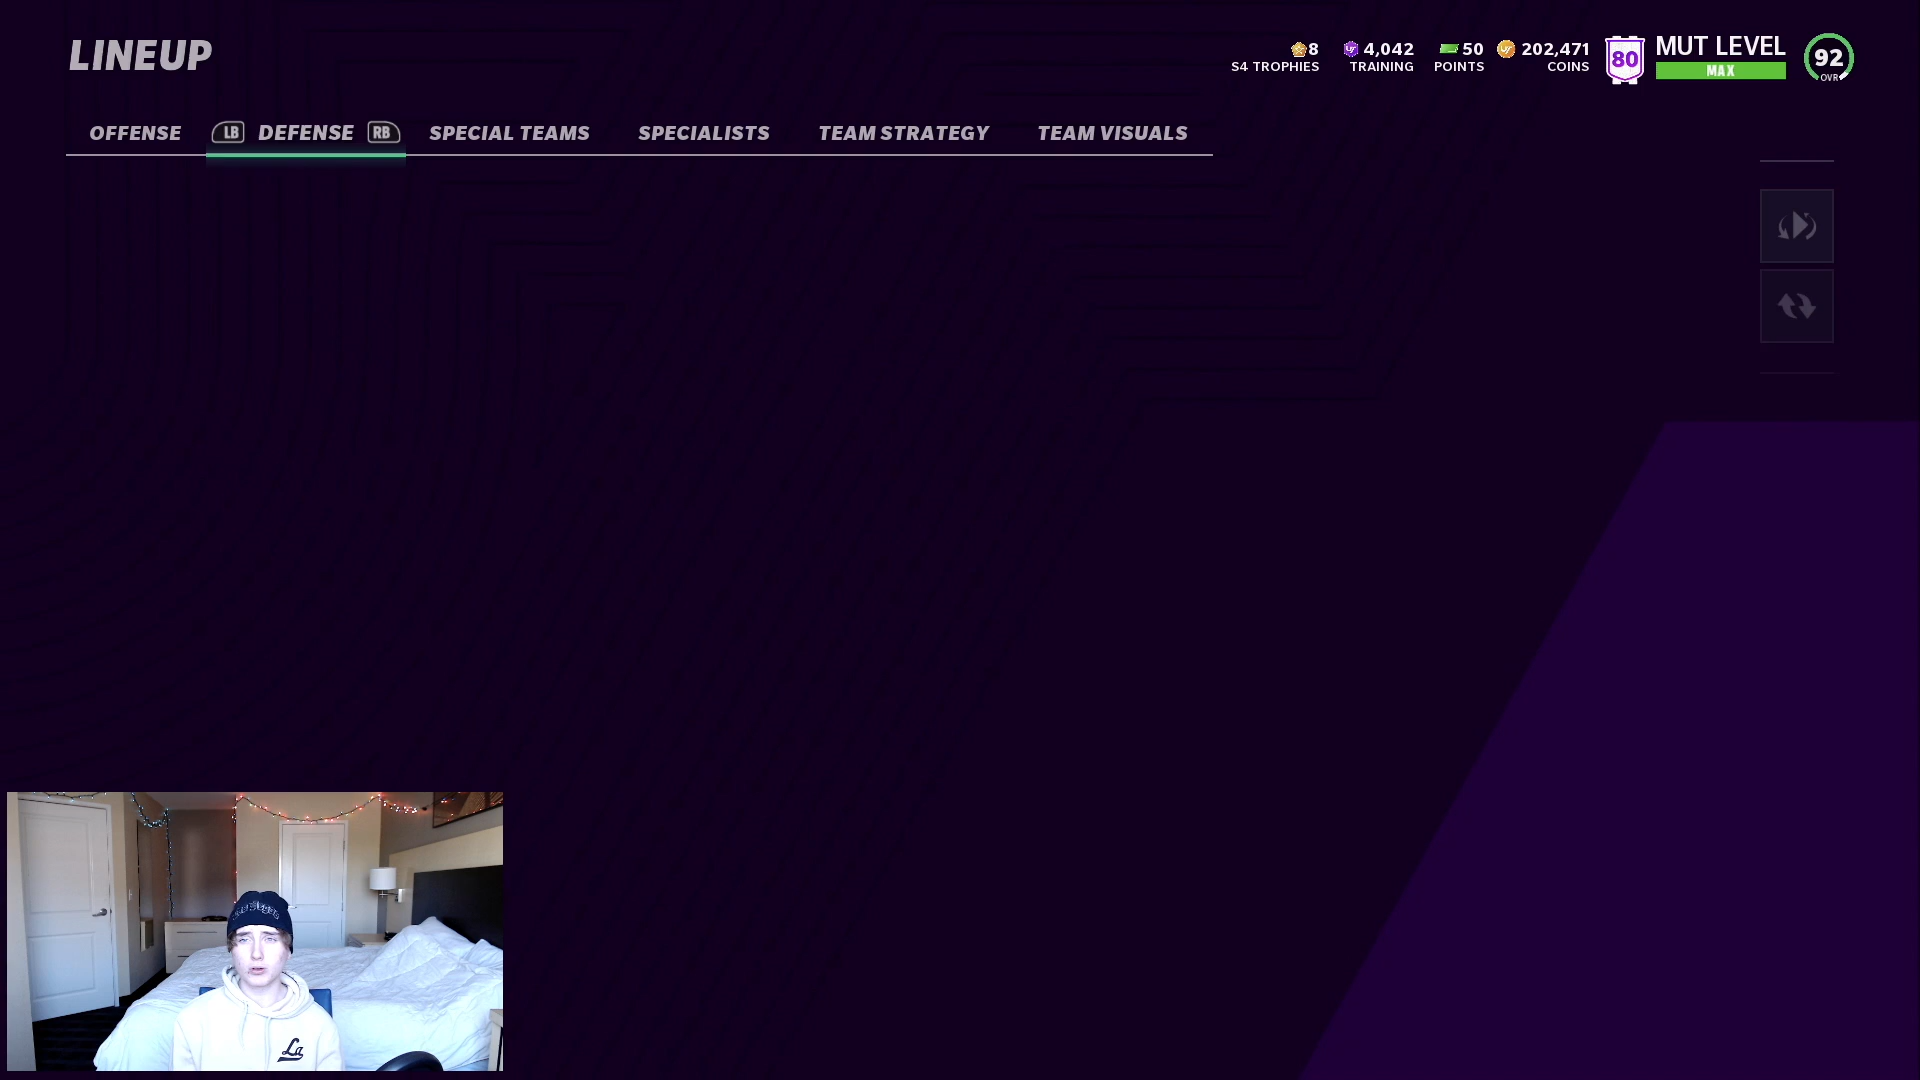 LINEUP
8
S4 TROPHIES
4,042
TRAINING
50
POINTS
202,471
COINS
80
MUT LEVEL
MAX
92
OVR
OFFENSE
LB
DEFENSE
RB
SPECIAL TEAMS
SPECIALISTS
TEAM STRATEGY
TEAM VISUALS
La